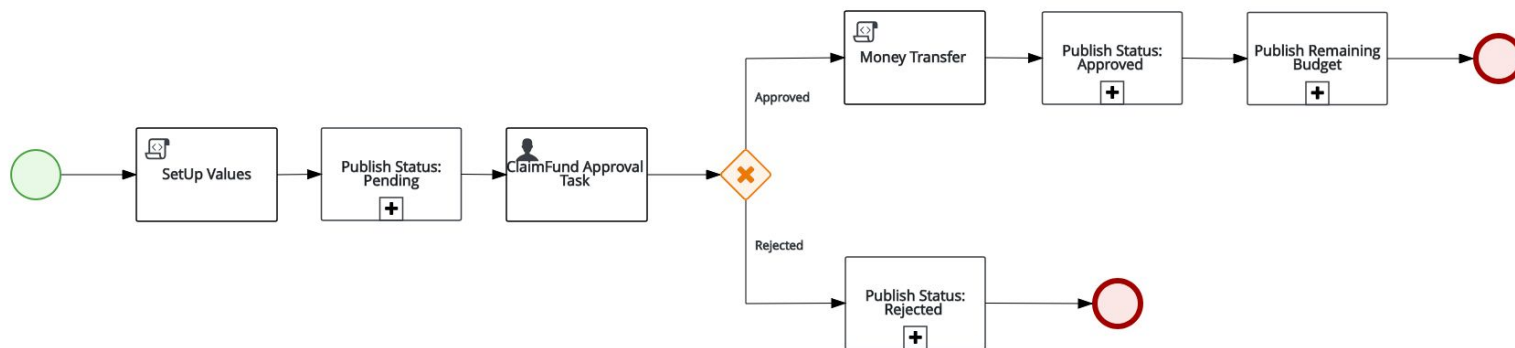 SetUp Values
Publish Status:
Pending
ClaimFund Approval
Task
Approved
Money Transfer
Publish Status:
Approved
Publish Remaining
Budget
Rejected
Publish Status:
Rejected